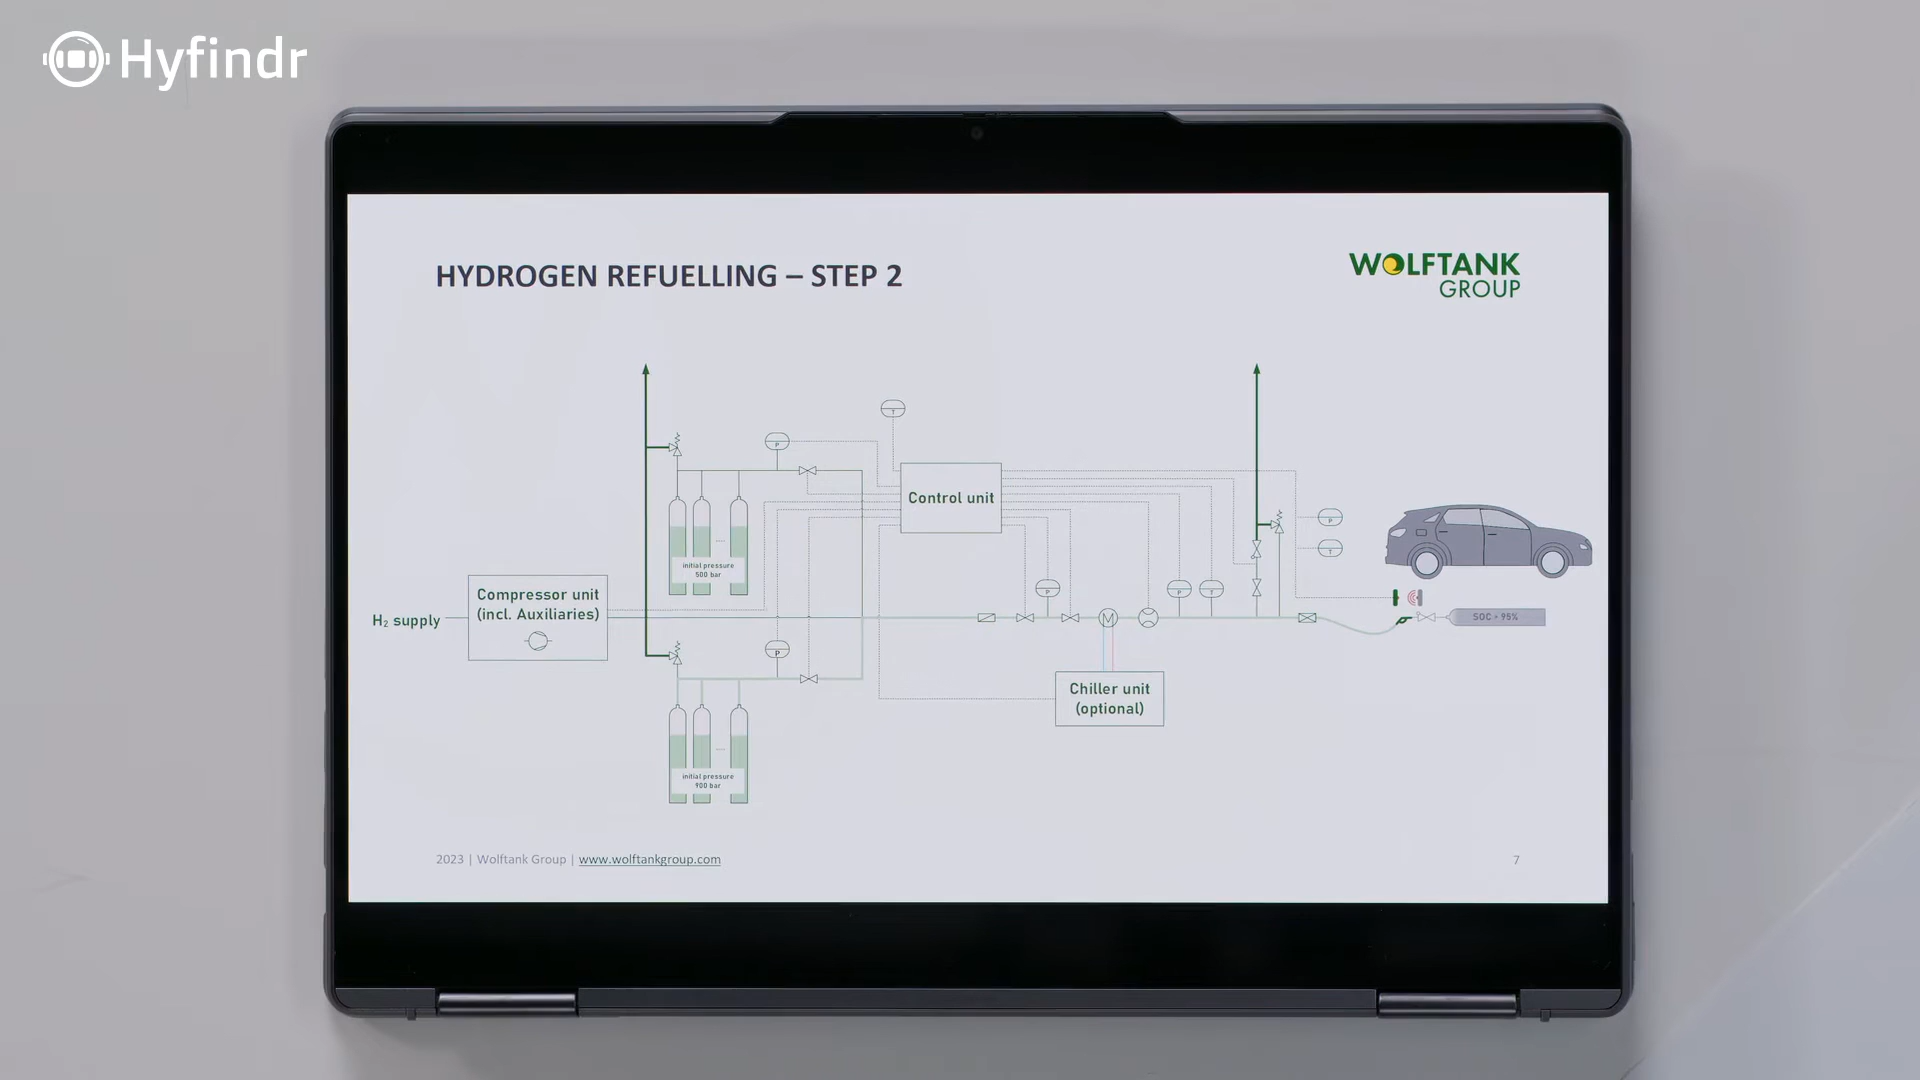 Hyfindr
HYDROGEN REFUELLING – STEP 2
WOLFTANK
GROUP
T
P
Control unit
P
T
initial pressure
500 bar
Compressor unit
(incl. Auxiliaries)
H₂ supply
P
P
T
M
SOC > 95%
P
Chiller unit
(optional)
initial pressure
900 bar
2023 | Wolftank Group | www.wolftankgroup.com
7